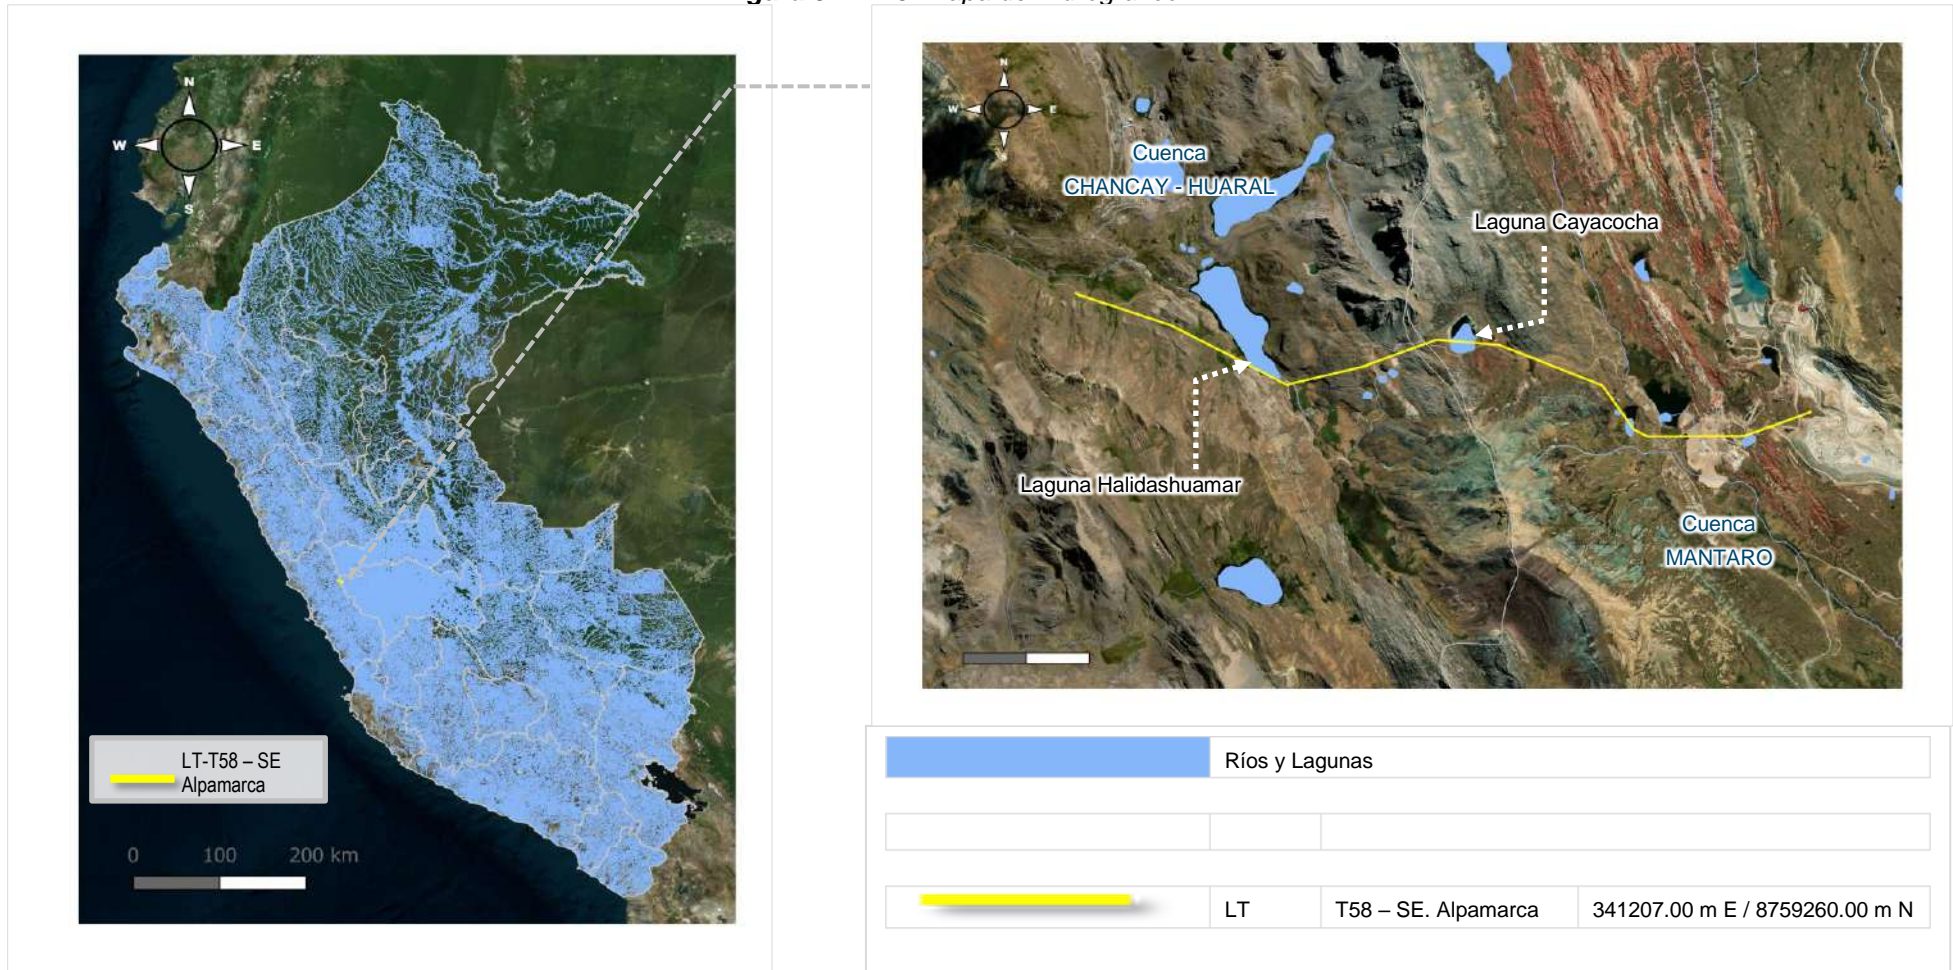 N
W E
S
LT-T58 – SE
Alpamarca
0 100 200 km
N
W E
S
Cuenca
CHANCAY - HUARAL
Laguna Cayacocha
Laguna Halidashuamar
Cuenca
MANTARO
Ríos y Lagunas
LT T58 – SE. Alpamarca 341207.00 m E / 8759260.00 m N